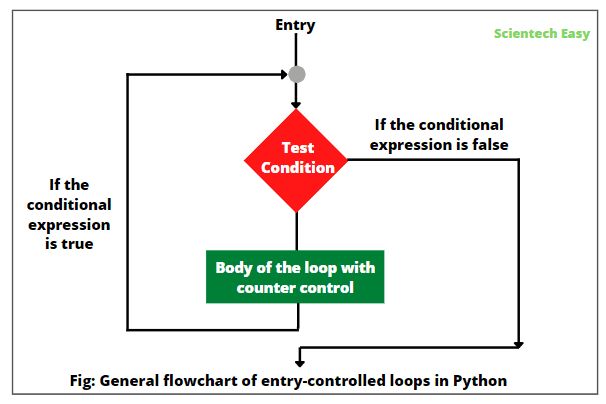 Entry
Scientech Easy
If the conditional
expression is false
Test
Condition
If the
conditional
expression
is true
Body of the loop with
counter control
Fig: General flowchart of entry-controlled loops in Python